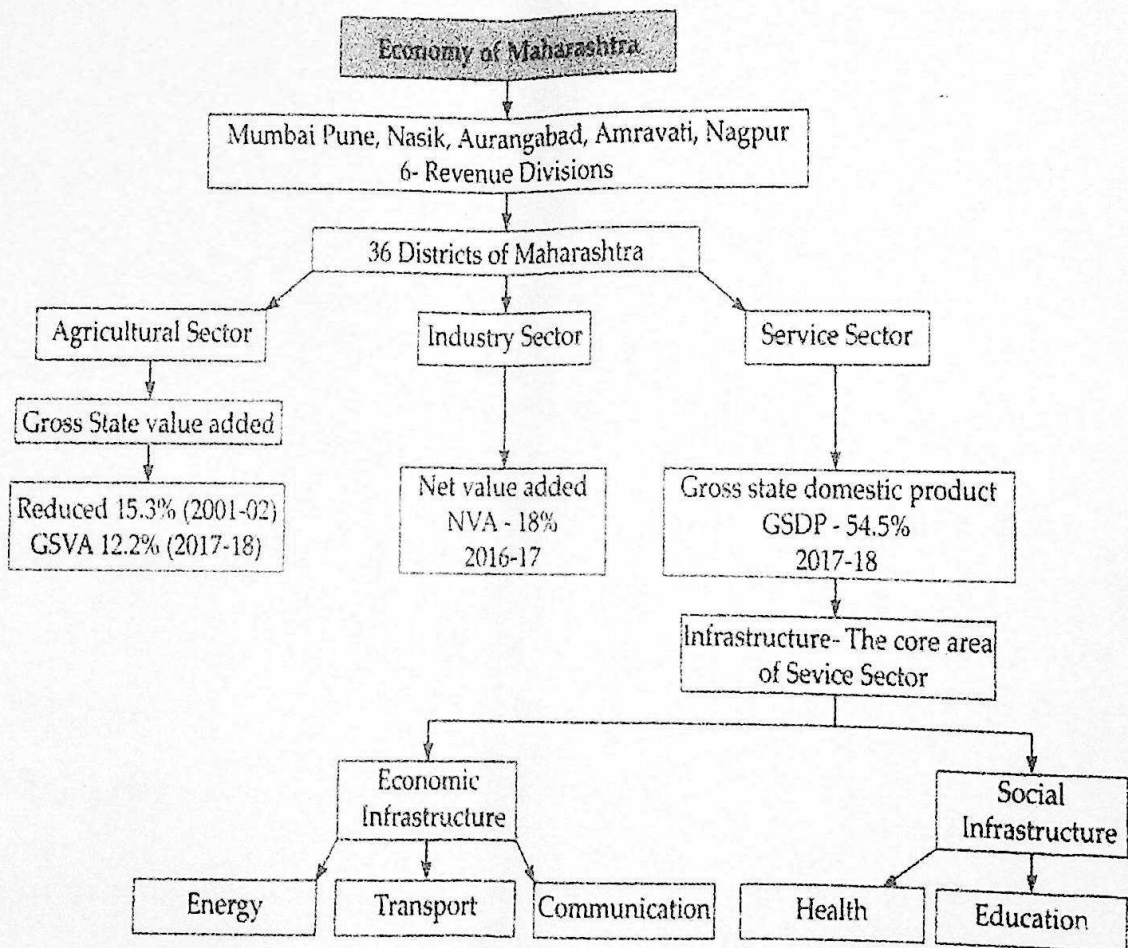 Economy of Maharashtra
Mumbai Pune, Nasik, Aurangabad, Amravati, Nagpur
6- Revenue Divisions
36 Districts of Maharashtra
Agricultural Sector
Industry Sector
Service Sector
Gross State value added
Reduced 15.3% (2001-02)
GSVA 12.2% (2017-18)
Net value added
NVA - 18%
2016-17
Gross state domestic product
GSDP - 54.5%
2017-18
Infrastructure- The core area
of Sevice Sector
Economic
Infrastructure
Social
Infrastructure
Energy
Transport
Communication
Health
Education